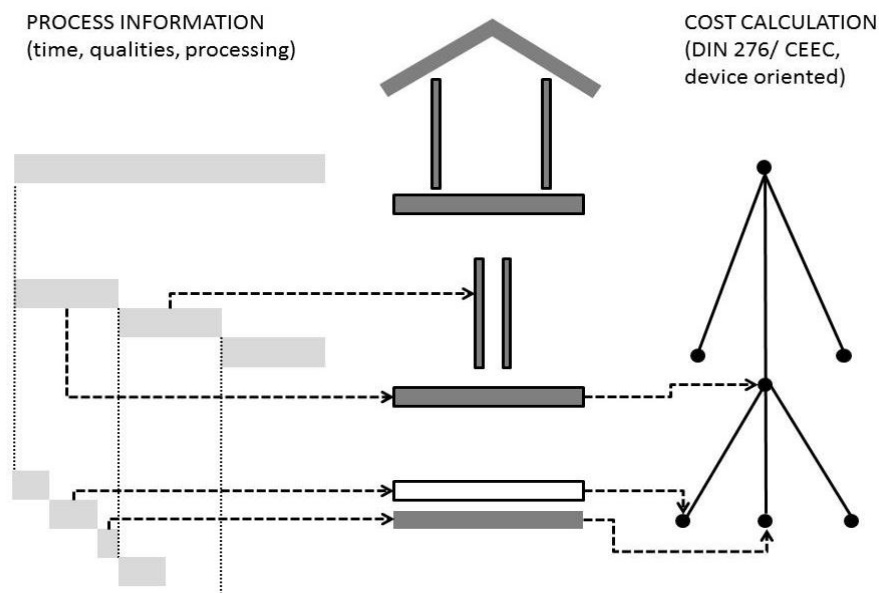 PROCESS INFORMATION
(time, qualities, processing)
COST CALCULATION
(DIN 276/ CEEC,
device oriented)